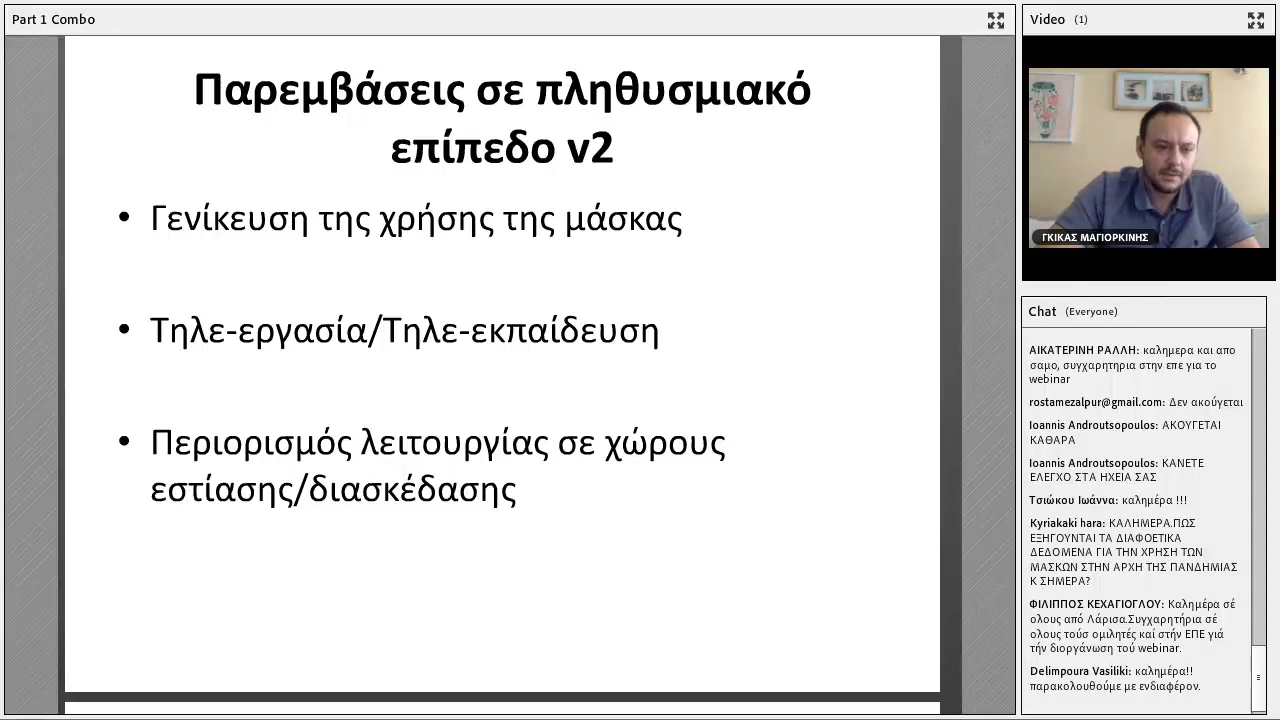 Part 1 Combo
Παρεμβάσεις σε πληθυσμιακό
επίπεδο v2
• Γενίκευση της χρήσης της μάσκας
• Τηλε-εργασία/Τηλε-εκπαίδευση
• Περιορισμός λειτουργίας σε χώρους
εστίασης/διασκέδασης
Video (1)
ΓΚΙΚΑΣ ΜΑΓΙΟΡΚΙΝΗΣ
Chat (Everyone)
ΑΙΚΑΤΕΡΙΝΗ ΡΑΛΛΗ: καλημερα και απο
σαμο, συγχαρητηρια στην επε για το
webinar
rostamezalpur@gmail.com: Δεν ακούγεται
Ioannis Androutsopoulos: ΑΚΟΥΓΕΤΑΙ
ΚΑΘΑΡΑ
Ioannis Androutsopoulos: ΚΑΝΕΤΕ
ΕΛΕΓΧΟ ΣΤΑ ΗΧΕΙΑ ΣΑΣ
Τσιώκου Ιωάννα: καλημέρα !!!
Kyriakaki hara: ΚΑΛΗΜΕΡΑ.ΠΩΣ
ΕΞΗΓΟΥΝΤΑΙ ΤΑ ΔΙΑΦΟΕΤΙΚΑ
ΔΕΔΟΜΕΝΑ ΓΙΑ ΤΗΝ ΧΡΗΣΗ ΤΩΝ
ΜΑΣΚΩΝ ΣΤΗΝ ΑΡΧΗ ΤΗΣ ΠΑΝΔΗΜΙΑΣ
Κ ΣΗΜΕΡΑ?
ΦΙΛΙΠΠΟΣ ΚΕΧΑΓΙΟΓΛΟΥ: Καλημέρα σέ
ολους από Λάρισα.Συγχαρητήρια σέ
ολους τούσ ομιλητές καί στήν ΕΠΕ γιά
τήν διοργάνωση τού webinar.
Delimpoura Vasiliki: καλημέρα!!
παρακολουθούμε με ενδιαφέρον.